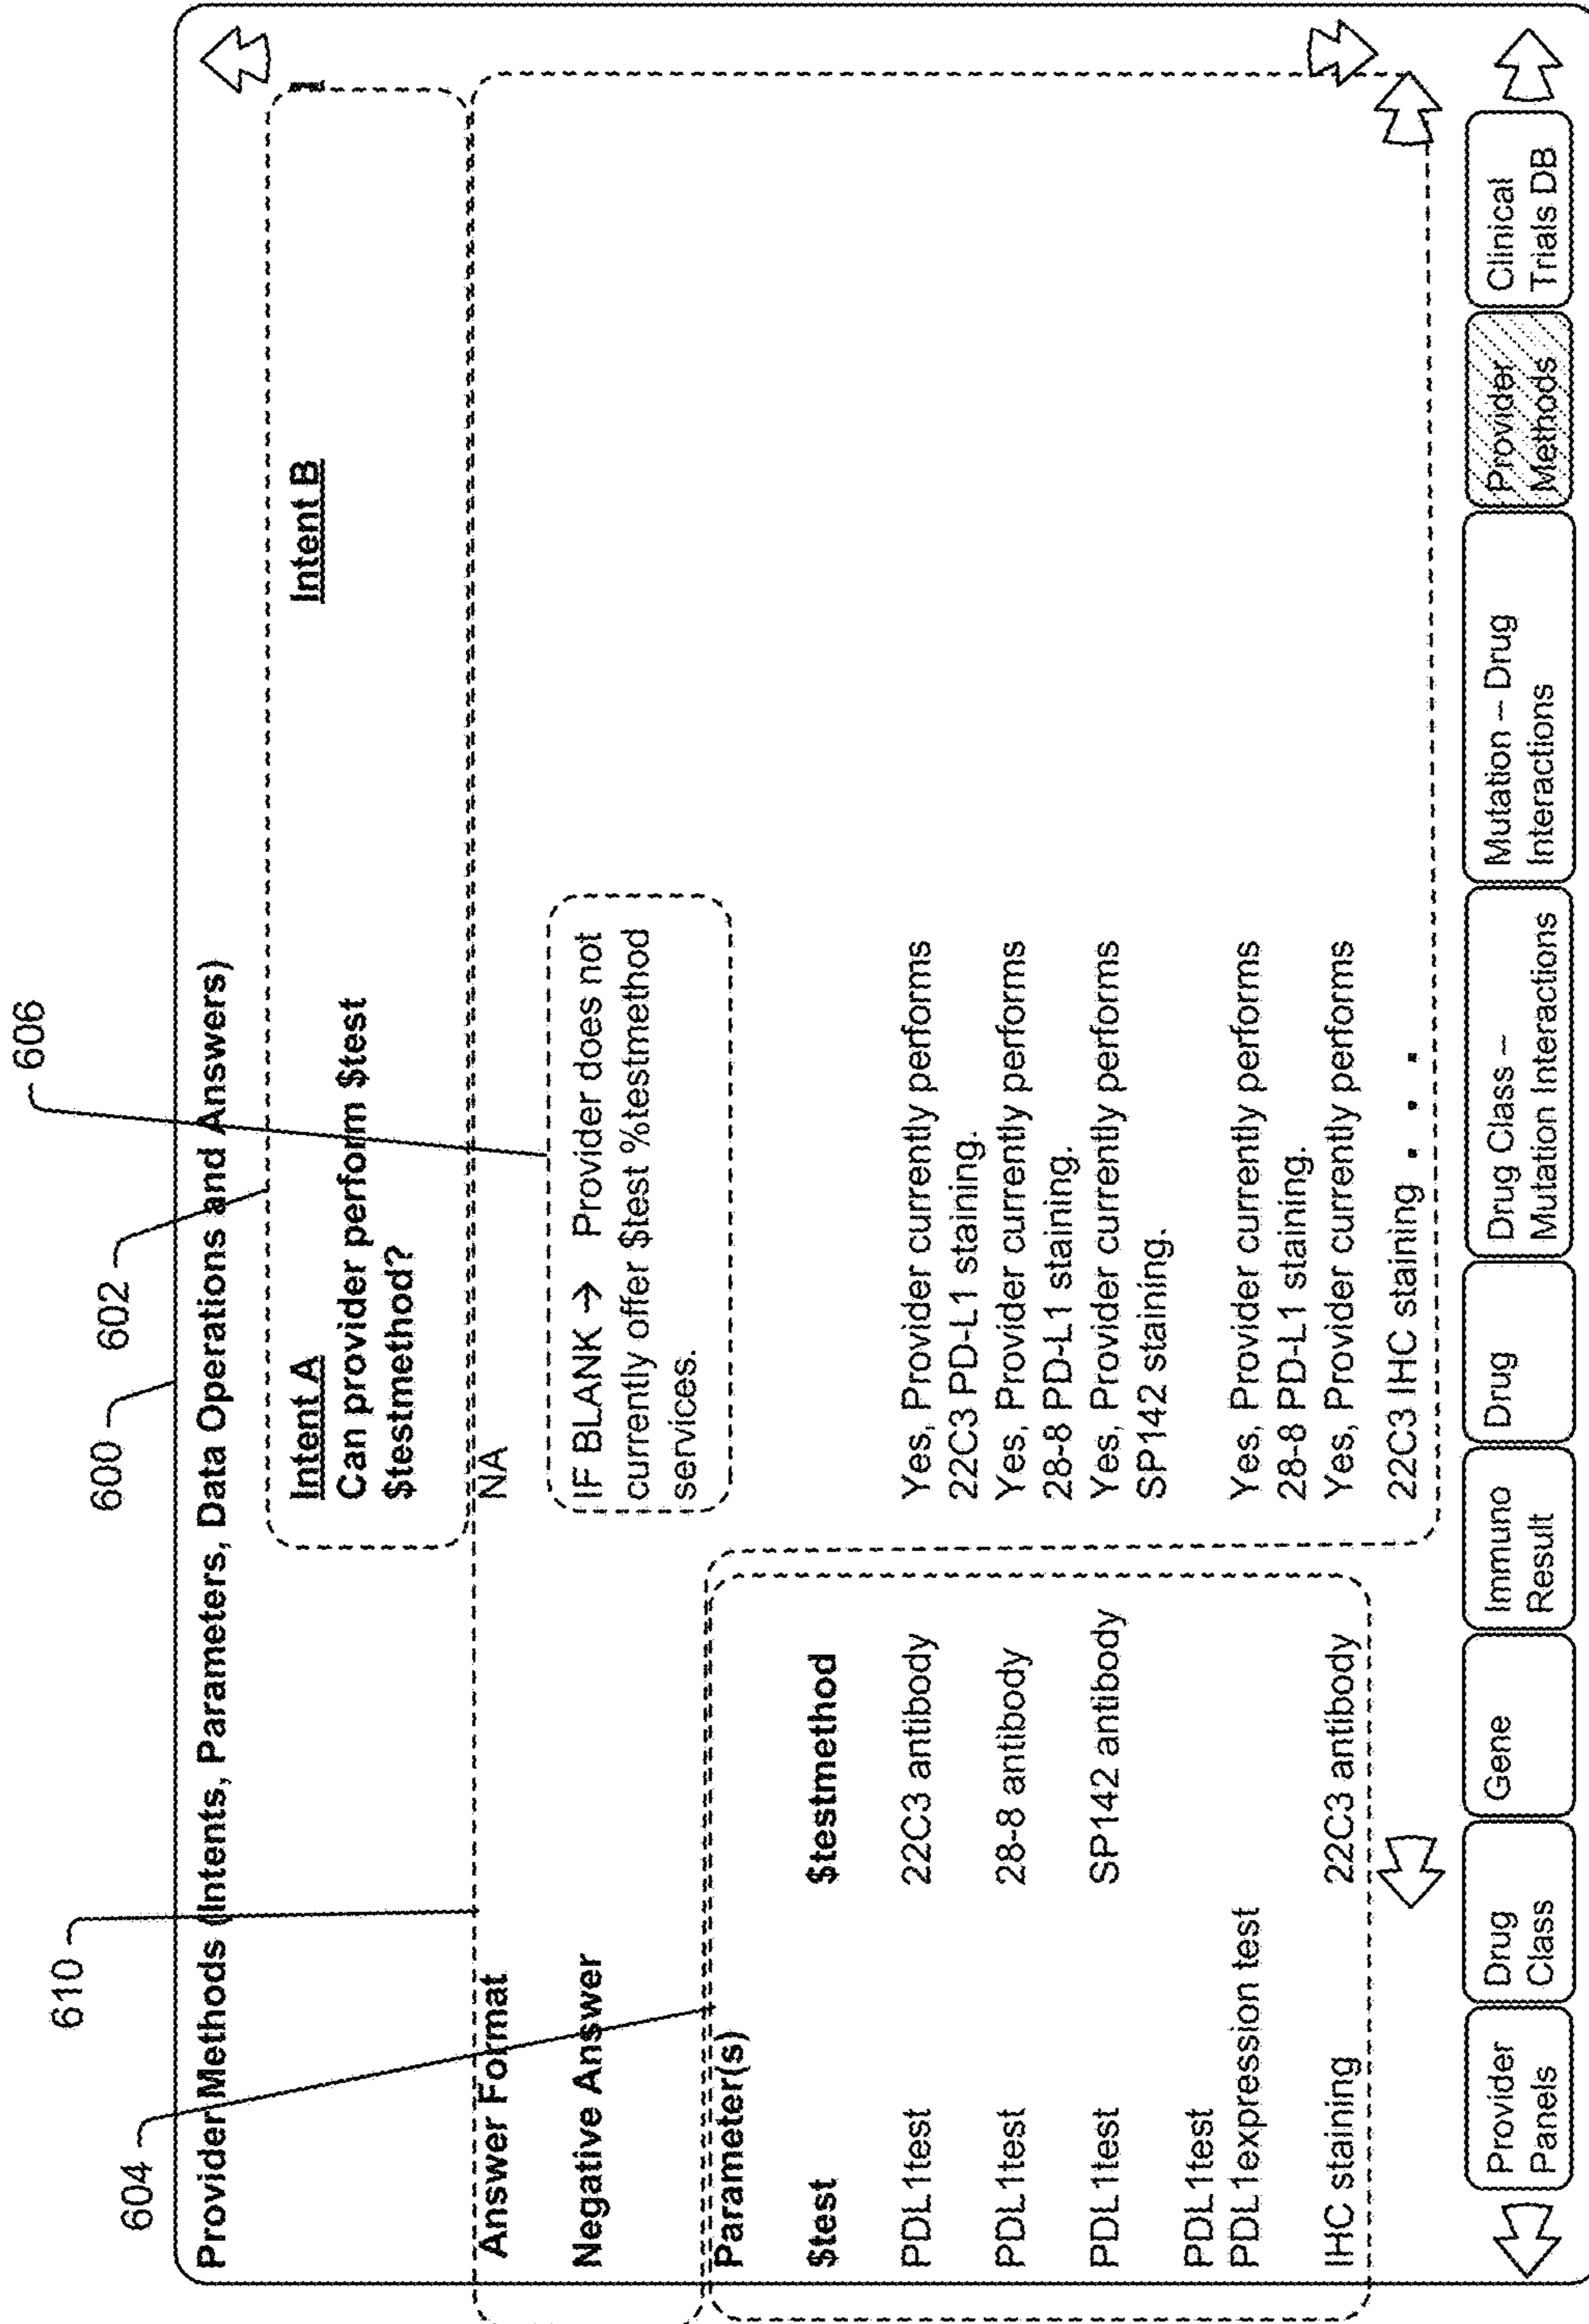 600
602
606
610
604
Provider Methods (Intents, Parameters, Data Operations and Answers)
Intent A
Intent B
Can provider perform $test
$testmethod?
Answer Format
NA
Negative Answer
IF BLANK → Provider does not
currently offer $test %testmethod
services.
Parameter(s)
$test
$testmethod
PDL1test
22C3 antibody
Yes, Provider currently performs
22C3 PD-L1 staining.
PDL1test
28-8 antibody
Yes, Provider currently performs
28-8 PD-L1 staining.
PDL1test
SP142 antibody
Yes, Provider currently performs
SP142 staining.
PDL1test
PDL1expression test
Yes, Provider currently performs
28-8 PD-L1 staining.
IHC staining
22C3 antibody
Yes, Provider currently performs
22C3 IHC staining . . .
Provider
Panels
Drug
Class
Gene
Immuno
Result
Drug
Drug Class –
Mutation Interactions
Mutation – Drug
Interactions
Provider
Methods
Clinical
Trials DB